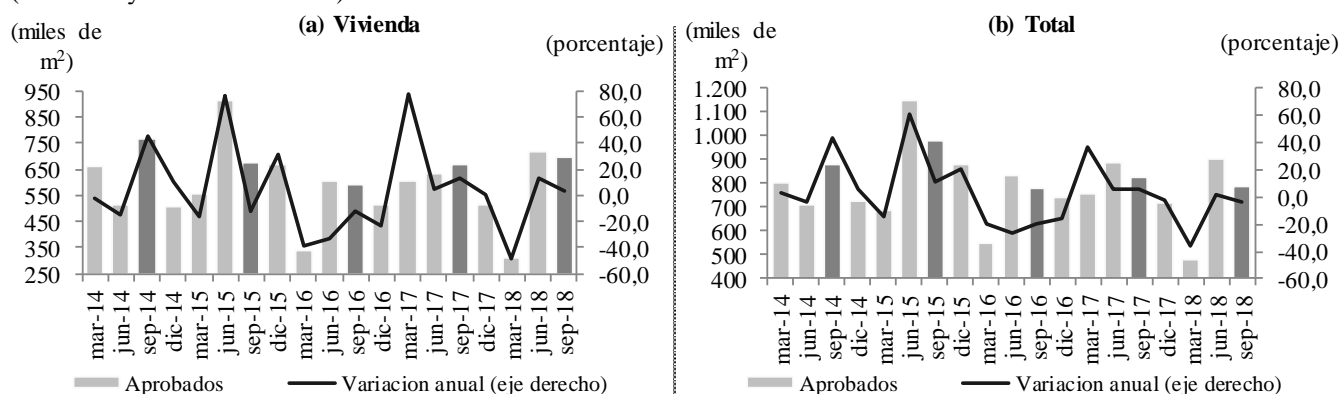 (a) Vivienda
(miles de
m²)
(porcentaje)
950
850
750
650
550
450
350
250
80,0
60,0
40,0
20,0
0,0
-20,0
-40,0
-60,0
mar-14
jun-14
sep-14
dic-14
mar-15
jun-15
sep-15
dic-15
mar-16
jun-16
sep-16
dic-16
mar-17
jun-17
sep-17
dic-17
mar-18
jun-18
sep-18
Aprobados
Variacion anual (eje derecho)
(b) Total
(miles de
m²)
(porcentaje)
1.200
1.100
1.000
900
800
700
600
500
400
80,0
60,0
40,0
20,0
0,0
-20,0
-40,0
-60,0
mar-14
jun-14
sep-14
dic-14
mar-15
jun-15
sep-15
dic-15
mar-16
jun-16
sep-16
dic-16
mar-17
jun-17
sep-17
dic-17
mar-18
jun-18
sep-18
Aprobados
Variacion anual (eje derecho)